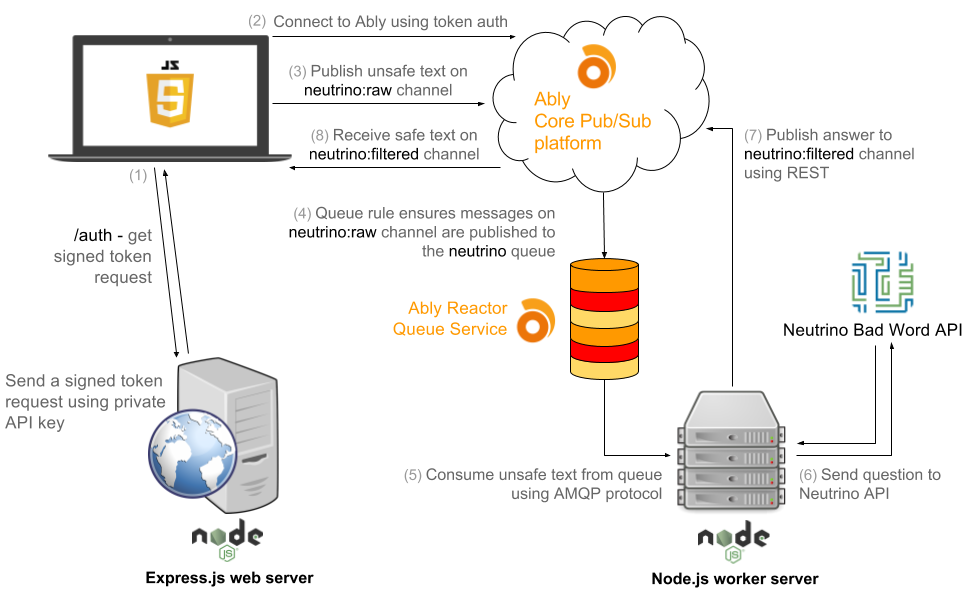 (2) Connect to Ably using token auth
JS
(3) Publish unsafe text on
neutrino:raw channel
Ably
Core Pub/Sub
platform
(8) Receive safe text on
neutrino:filtered channel
(7) Publish answer to
neutrino:filtered channel
using REST
(1)
/auth - get
signed token
request
(4) Queue rule ensures messages on
neutrino:raw channel are published to
the neutrino queue
Ably Reactor
Queue Service
Neutrino Bad Word API
Send a signed token
request using private
API key
(5) Consume unsafe text from queue
using AMQP protocol
(6) Send question to
Neutrino API
node
JS
Express.js web server
node
JS
Node.js worker server